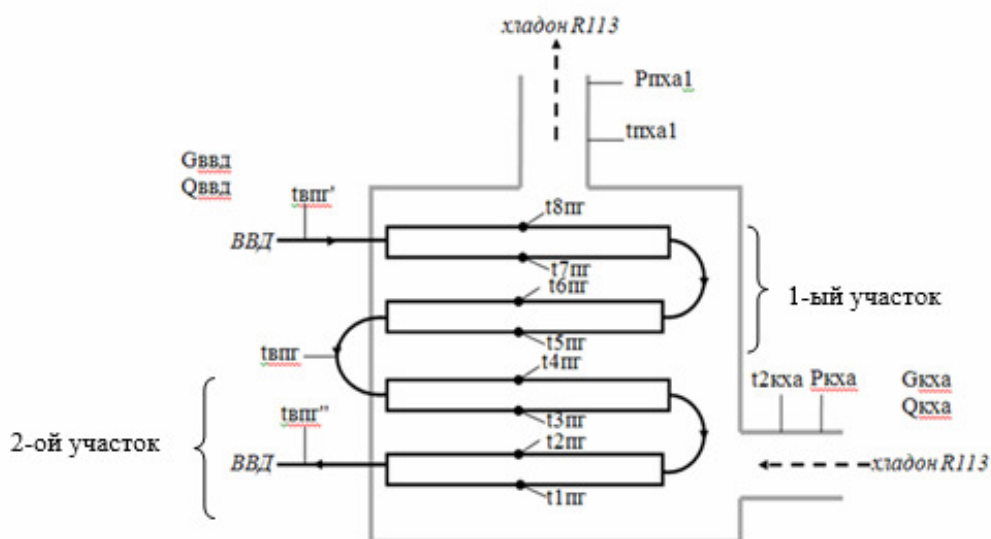 хладон R113
Рпха1
tпха1
Gввд
Qввд
tвпг'
ВВД
t8пг
t7пг
t6пг
1-ый участок
t5пг
tвпг
t4пг
t2кха Ркха
Gкха
Qкха
t3пг
tвпг"
2-ой участок
t2пг
ВВД
хладон R113
t1пг